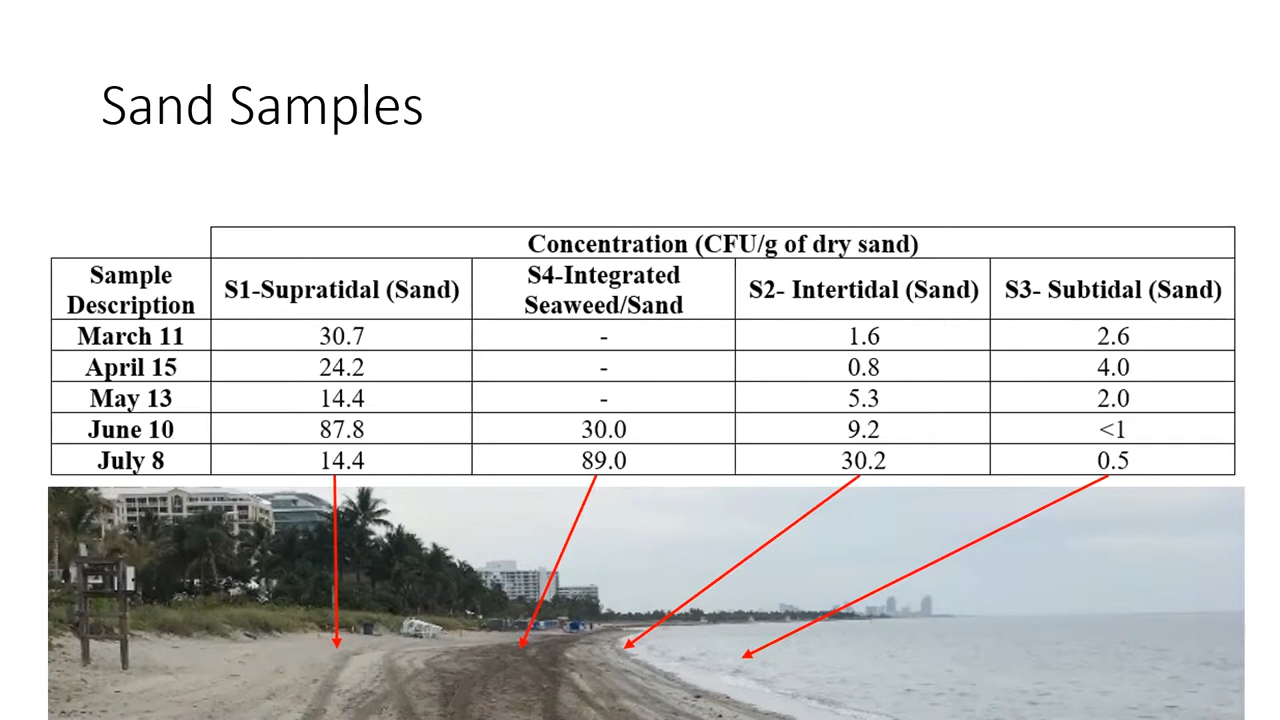 Sand Samples
Concentration (CFU/g of dry sand)
Sample Description S1-Supratidal (Sand) S4-Integrated Seaweed/Sand S2- Intertidal (Sand) S3- Subtidal (Sand)
March 11 30.7 - 1.6 2.6
April 15 24.2 - 0.8 4.0
May 13 14.4 - 5.3 2.0
June 10 87.8 30.0 9.2 <1
July 8 14.4 89.0 30.2 0.5